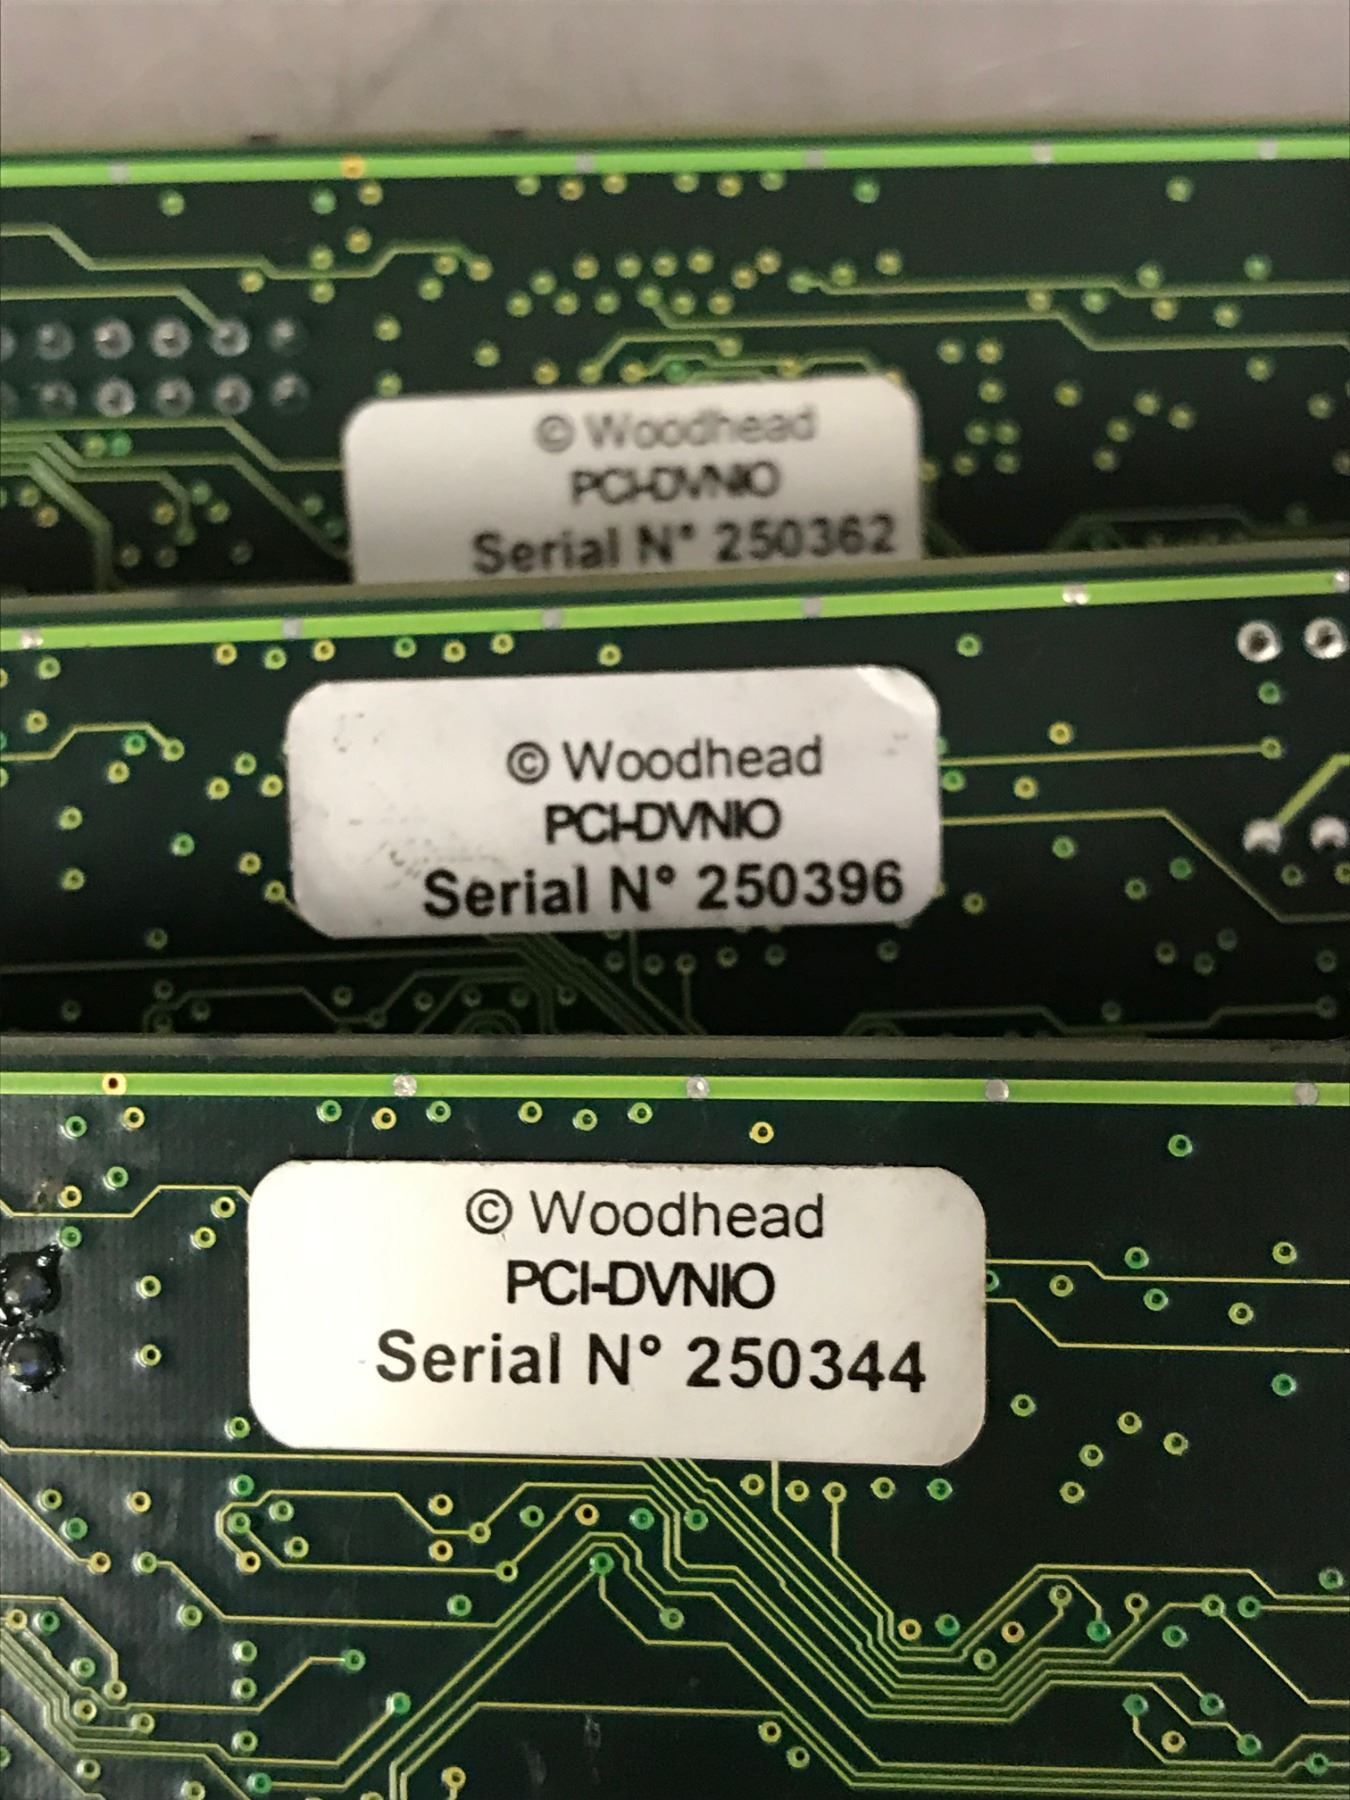 © Woodhead
PCI-DVNIO
Serial N° 250362
© Woodhead
PCI-DVNIO
Serial N° 250396
© Woodhead
PCI-DVNIO
Serial N° 250344